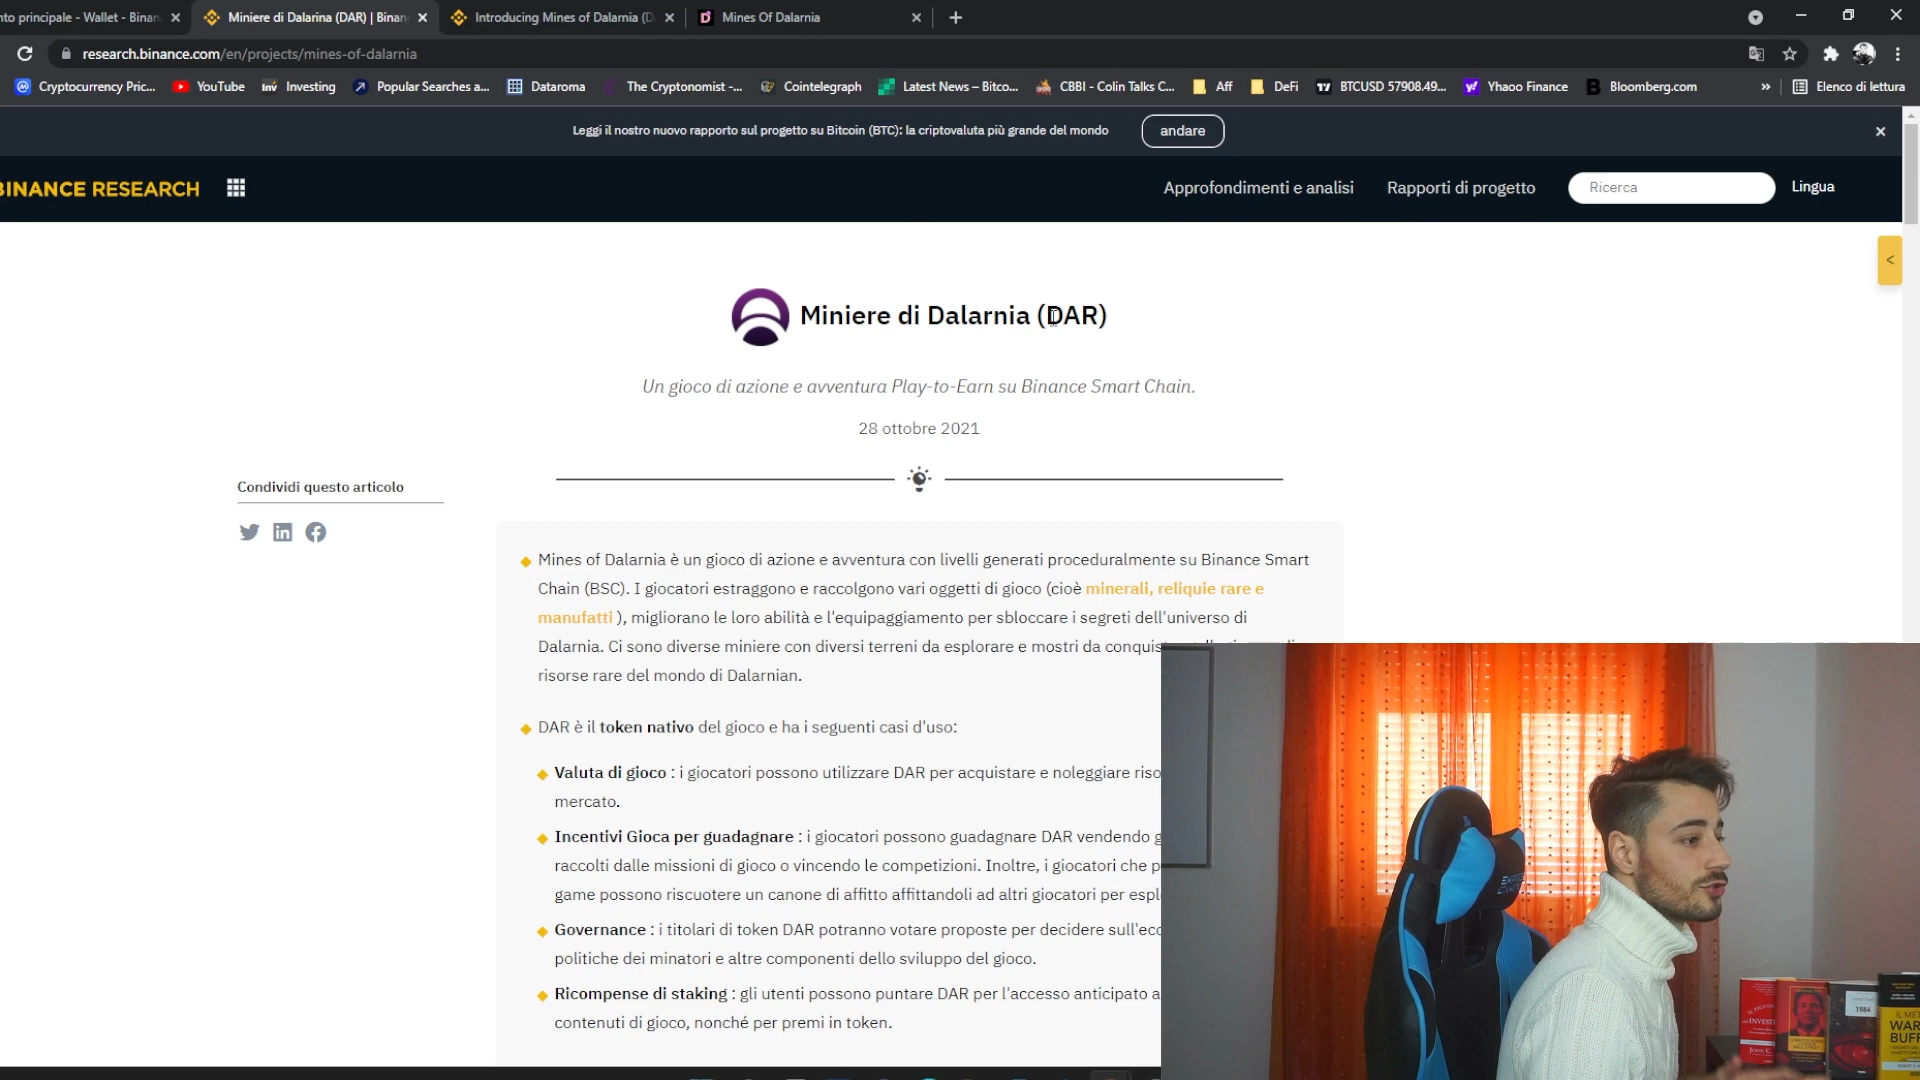 nto principale - Wallet - Binan
Miniere di Dalarina (DAR) | Binan
Introducing Mines of Dalarnia (D
Mines Of Dalarnia
research.binance.com/en/projects/mines-of-dalarnia
Cryptocurrency Pric...
YouTube
Investing
Popular Searches a...
Dataroma
The Cryptonomist -...
Cointelegraph
Latest News – Bitco...
CBBI - Colin Talks C...
Aff
DeFi
BTCUSD 57908.49...
Yhaoo Finance
Bloomberg.com
»
Elenco di lettura
Leggi il nostro nuovo rapporto sul progetto su Bitcoin (BTC): la criptovaluta più grande del mondo
andare
BINANCE RESEARCH
Approfondimenti e analisi
Rapporti di progetto
Ricerca
Lingua
<
Miniere di Dalarnia (DAR)
Un gioco di azione e avventura Play-to-Earn su Binance Smart Chain.
28 ottobre 2021
Condividi questo articolo
Mines of Dalarnia è un gioco di azione e avventura con livelli generati proceduralmente su Binance Smart
Chain (BSC). I giocatori estraggono e raccolgono vari oggetti di gioco (cioè minerali, reliquie rare e
manufatti ), migliorano le loro abilità e l'equipaggiamento per sbloccare i segreti dell'universo di
Dalarnia. Ci sono diverse miniere con diversi terreni da esplorare e mostri da conquis
risorse rare del mondo di Dalarnian.
DAR è il token nativo del gioco e ha i seguenti casi d'uso:
Valuta di gioco : i giocatori possono utilizzare DAR per acquistare e noleggiare riso
mercato.
Incentivi Gioca per guadagnare : i giocatori possono guadagnare DAR vendendo g
raccolti dalle missioni di gioco o vincendo le competizioni. Inoltre, i giocatori che p
game possono riscuotere un canone di affitto affittandoli ad altri giocatori per espl
Governance : i titolari di token DAR potranno votare proposte per decidere sull'eco
politiche dei minatori e altre componenti dello sviluppo del gioco.
Ricompense di staking : gli utenti possono puntare DAR per l'accesso anticipato a
contenuti di gioco, nonché per premi in token.
1984
IL MET
WAR
BUFF